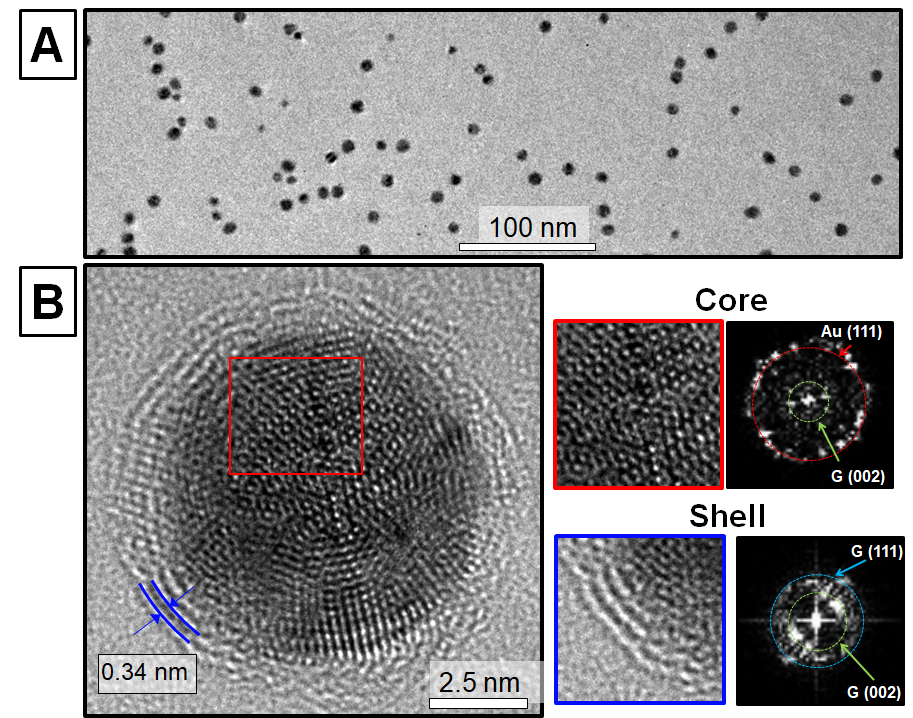 A
100 nm
B
0.34 nm
2.5 nm
Core
Au (111)
G (002)
Shell
G (111)
G (002)